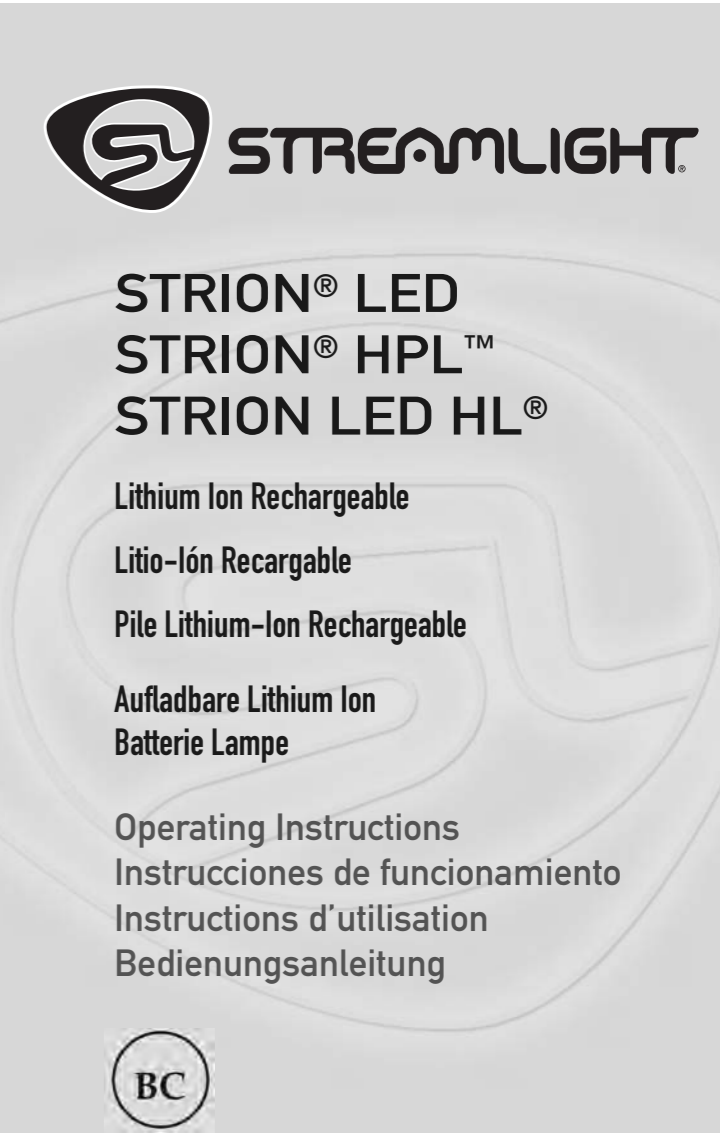 STREAMLIGHT®
STRION® LED
STRION® HPL™
STRION LED HL®
Lithium Ion Rechargeable
Litio-Ión Recargable
Pile Lithium-Ion Rechargeable
Aufladbare Lithium Ion
Batterie Lampe
Operating Instructions
Instrucciones de funcionamiento
Instructions d'utilisation
Bedienungsanleitung
BC